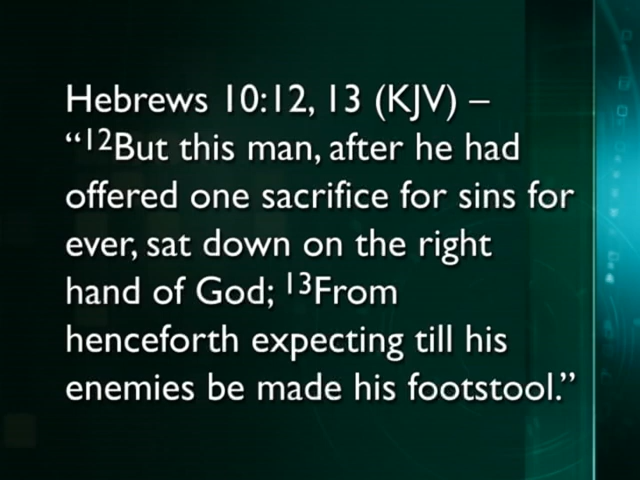 Hebrews 10:12, 13 (KJV) –
“¹²But this man, after he had
offered one sacrifice for sins for
ever, sat down on the right
hand of God; ¹³From
henceforth expecting till his
enemies be made his footstool.”